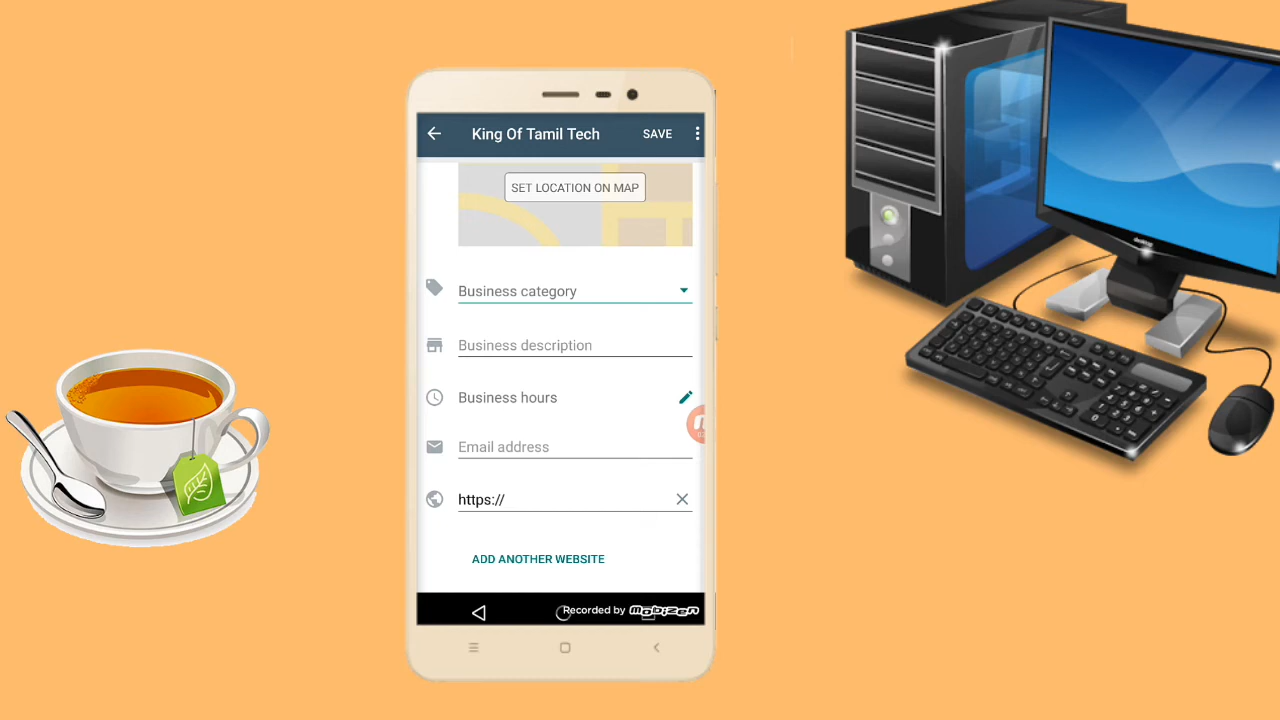 King Of Tamil Tech SAVE
SET LOCATION ON MAP
Business category
Business description
Business hours
Email address
https://
ADD ANOTHER WEBSITE
Recorded by mobizen